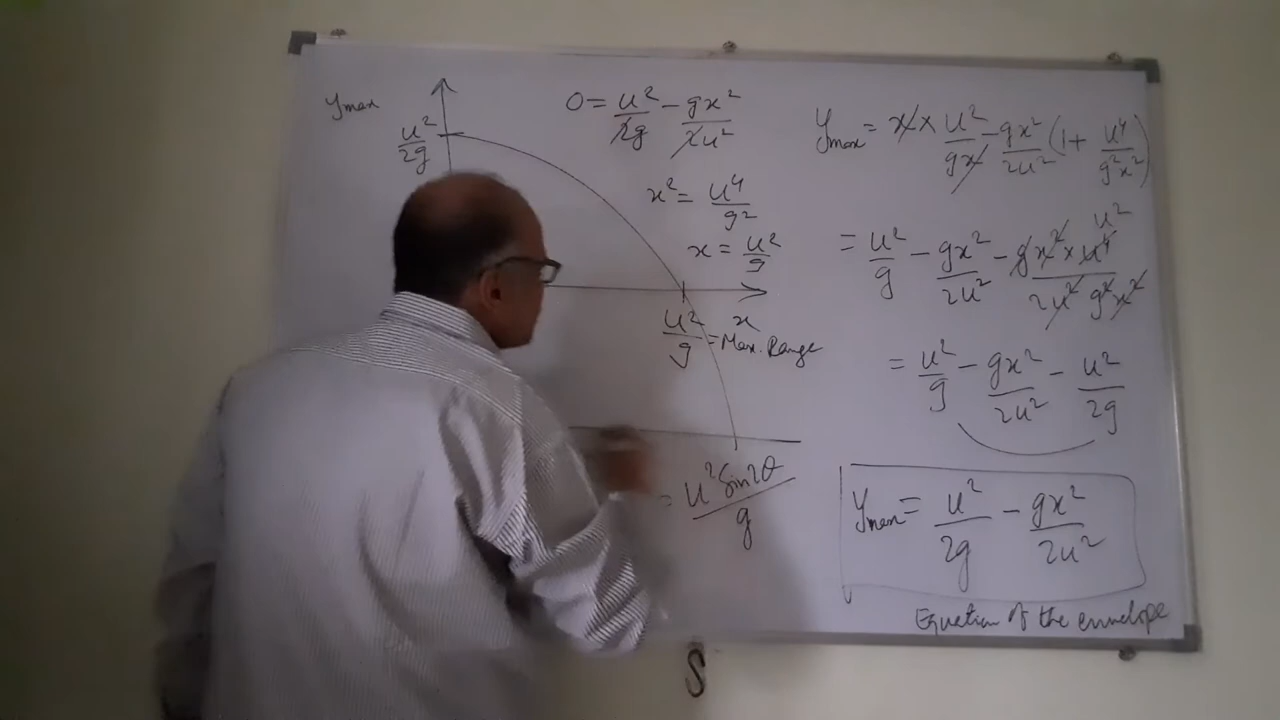 Ymax
u²/2g
0 = u²/2g - gx²/2u²
x² = u⁴/g²
x = u²/g
x
u²/g = Max. Range
= u² Sin2θ/g
Ymax = x × u²/gx - gx²/2u² (1 + u⁴/g²x²)
= u²/g - gx²/2u² - gx² × u⁴/2u² g²x²
u²
= u²/g - gx²/2u² - u²/2g
Ymax = u²/2g - gx²/2u²
Equation of the envelope
S